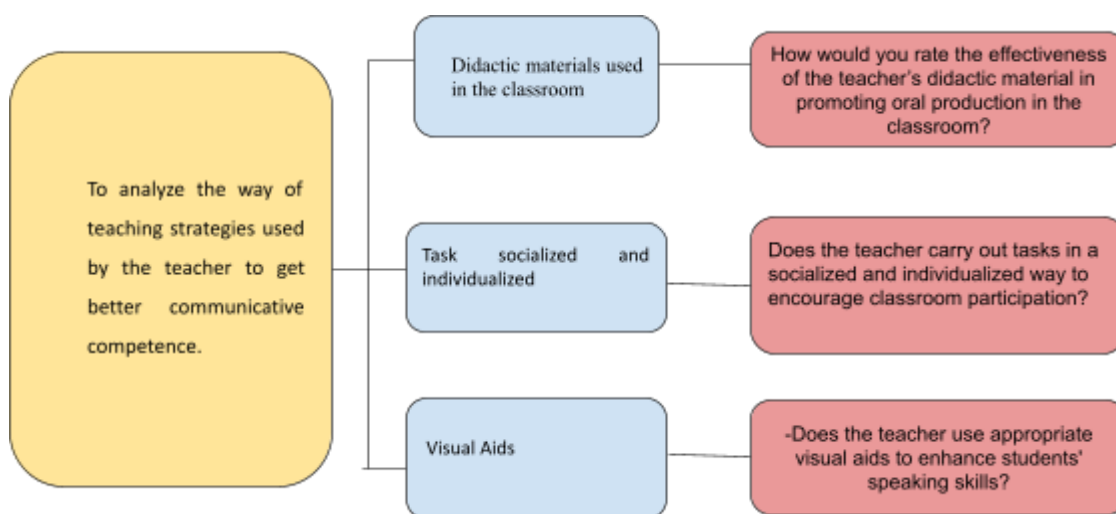 To analyze the way of
teaching strategies used
by the teacher to get
better communicative
competence.
Didactic materials used
in the classroom
How would you rate the effectiveness
of the teacher’s didactic material in
promoting oral production in the
classroom?
Task socialized and
individualized
Does the teacher carry out tasks in a
socialized and individualized way to
encourage classroom participation?
Visual Aids
-Does the teacher use appropriate
visual aids to enhance students'
speaking skills?